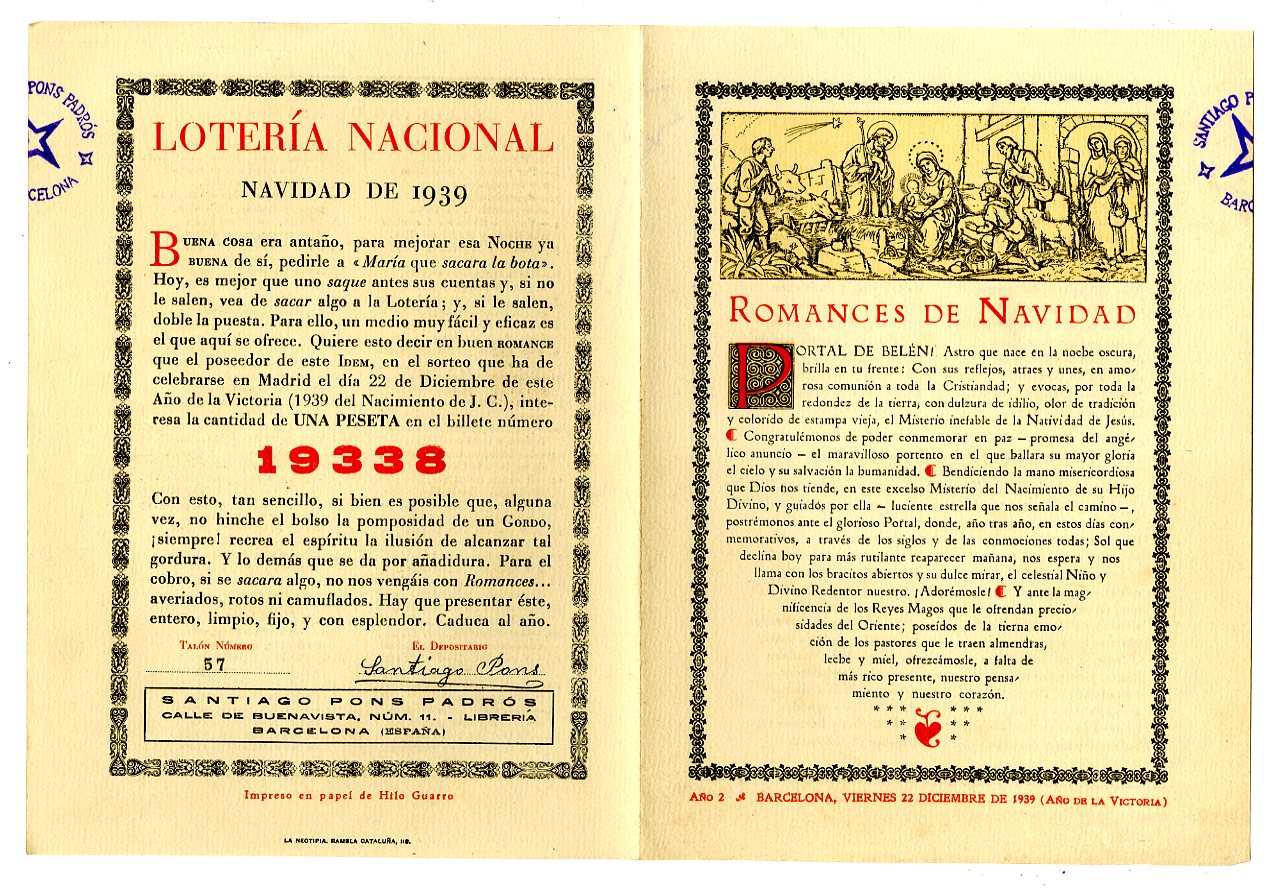 PONS PADRÓS
CELONA
LOTERÍA NACIONAL
NAVIDAD DE 1939
BUENA cosa era antaño, para mejorar esa NOCHE ya
BUENA de sí, pedirle a «María que sacara la bota».
Hoy, es mejor que uno saque antes sus cuentas y, si no
le salen, vea de sacar algo a la Lotería; y, si le salen,
doble la puesta. Para ello, un medio muy fácil y eficaz es
el que aquí se ofrece. Quiere esto decir en buen ROMANCE
que el poseedor de este IDEM, en el sorteo que ha de
celebrarse en Madrid el día 22 de Diciembre de este
Año de la Victoria (1939 del Nacimiento de J. C.), inte-
resa la cantidad de UNA PESETA en el billete número
19338
Con esto, tan sencillo, si bien es posible que, alguna
vez, no hinche el bolso la pomposidad de un GORDO,
¡siempre! recrea el espíritu la ilusión de alcanzar tal
gordura. Y lo demás que se da por añadidura. Para el
cobro, si se sacara algo, no nos vengáis con Romances...
averiados, rotos ni camuflados. Hay que presentar éste,
entero, limpio, fijo, y con esplendor. Caduca al año.
TALÓN NÚMERO
57
EL DEPOSITARIO
Santiago Pons
SANTIAGO PONS PADRÓS
CALLE DE BUENAVISTA, NÚM. 11. - LIBRERÍA
BARCELONA (ESPAÑA)
Impreso en papel de Hilo Guarro
LA NEOTIPIA. RAMBLA CATALUÑA, 116.
SANTIAGO P
BARC
ROMANCES DE NAVIDAD
PORTAL DE BELÉN! Astro que nace en la noche oscura,
brilla en tu frente: Con sus reflejos, atraes y unes, en amo-
rosa comunión a toda la Cristiandad; y evocas, por toda la
redondez de la tierra, con dulzura de idilio, olor de tradición
y colorido de estampa vieja, el Misterio inefable de la Natividad de Jesús.
Congratulémonos de poder conmemorar en paz – promesa del angé-
lico anuncio – el maravilloso portento en el que hallara su mayor gloria
el cielo y su salvación la humanidad. Bendiciendo la mano misericordiosa
que Dios nos tiende, en este excelso Misterio del Nacimiento de su Hijo
Divino, y guiados por ella – luciente estrella que nos señala el camino –,
postrémonos ante el glorioso Portal, donde, año tras año, en estos días con-
memorativos, a través de los siglos y de las conmociones todas; Sol que
declina hoy para más rutilante reaparecer mañana, nos espera y nos
llama con los bracitos abiertos y su dulce mirar, el celestial Niño y
Divino Redentor nuestro. ¡Adorémosle! Y ante la mag-
nificencia de los Reyes Magos que le ofrendan precio-
sidades del Oriente; poseídos de la tierna emo-
ción de los pastores que le traen almendras,
leche y miel, ofrezcámosle, a falta de
más rico presente, nuestro pensa-
miento y nuestro corazón.
* * * * * *
* * * *
* *
AÑO 2 BARCELONA, VIERNES 22 DICIEMBRE DE 1939 (AÑO DE LA VICTORIA)